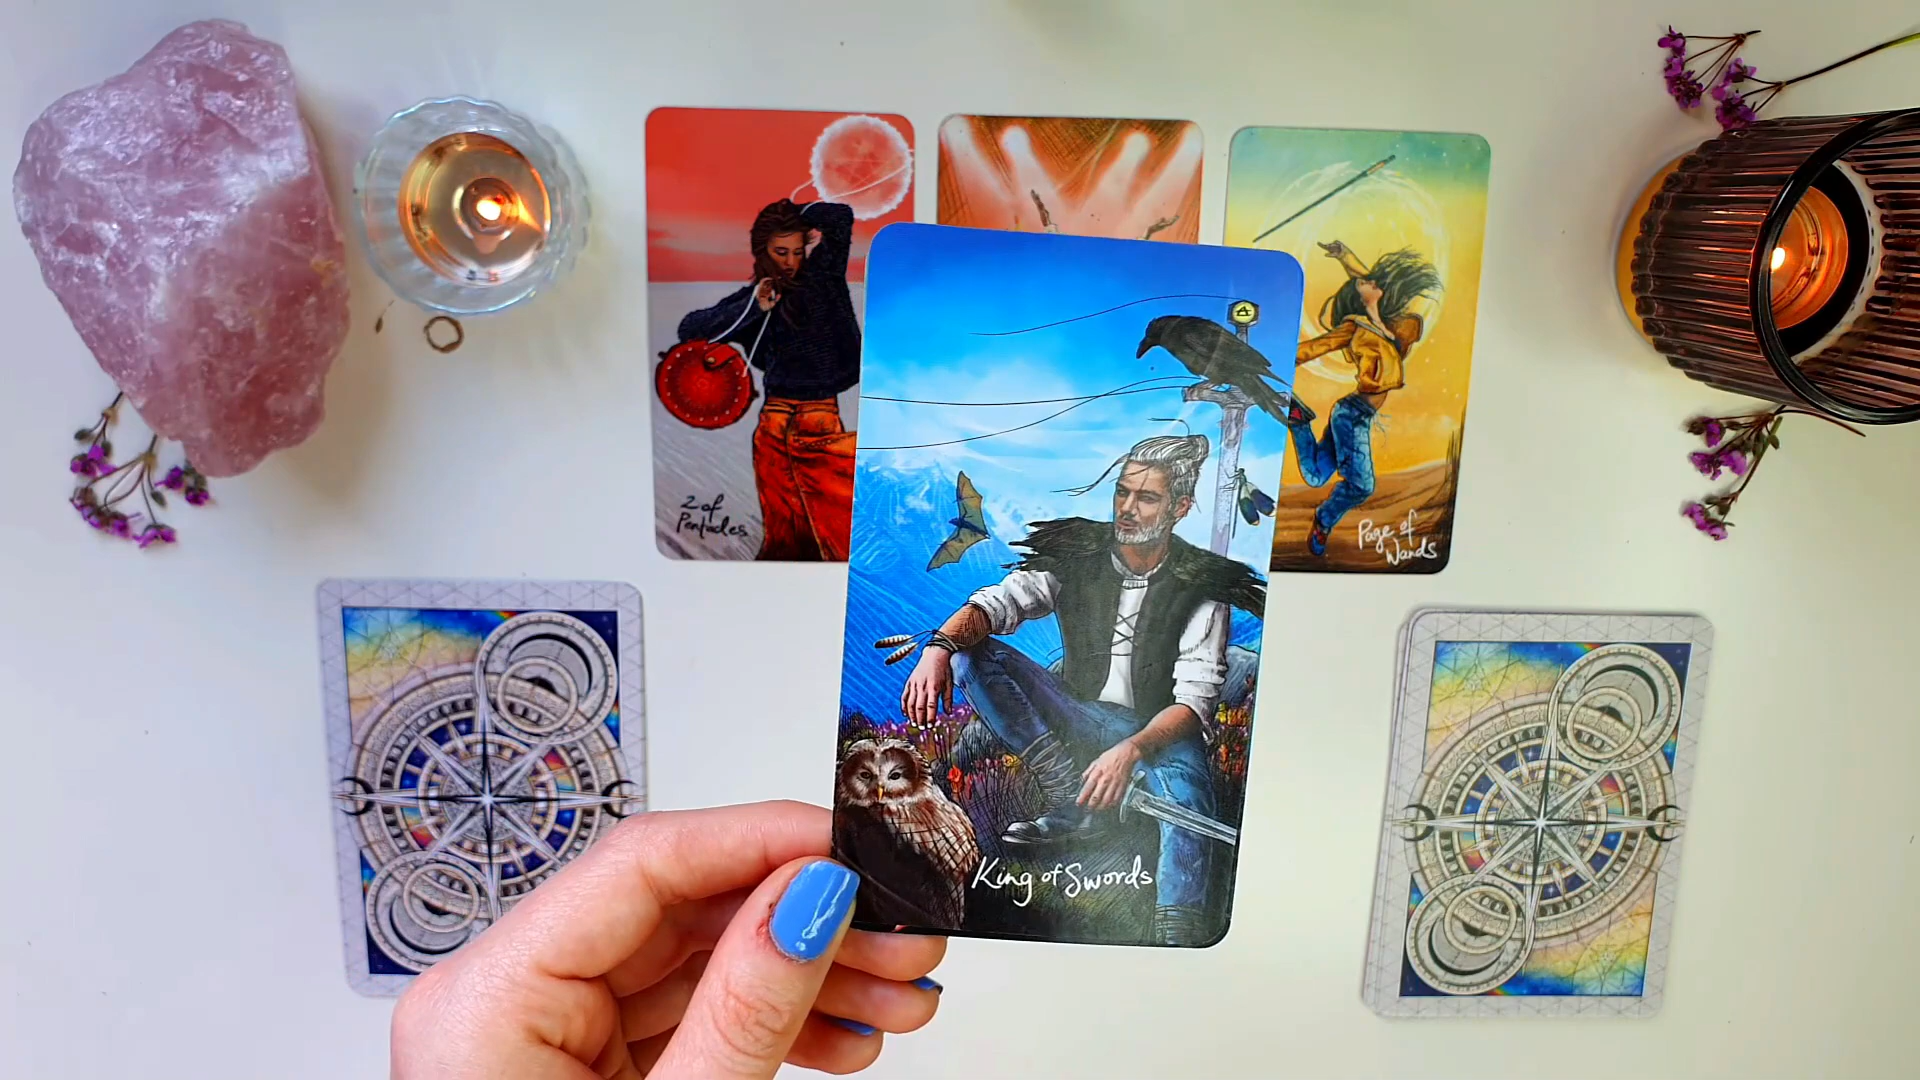 2 of
Pentacles
Page of
Wands
King of Swords